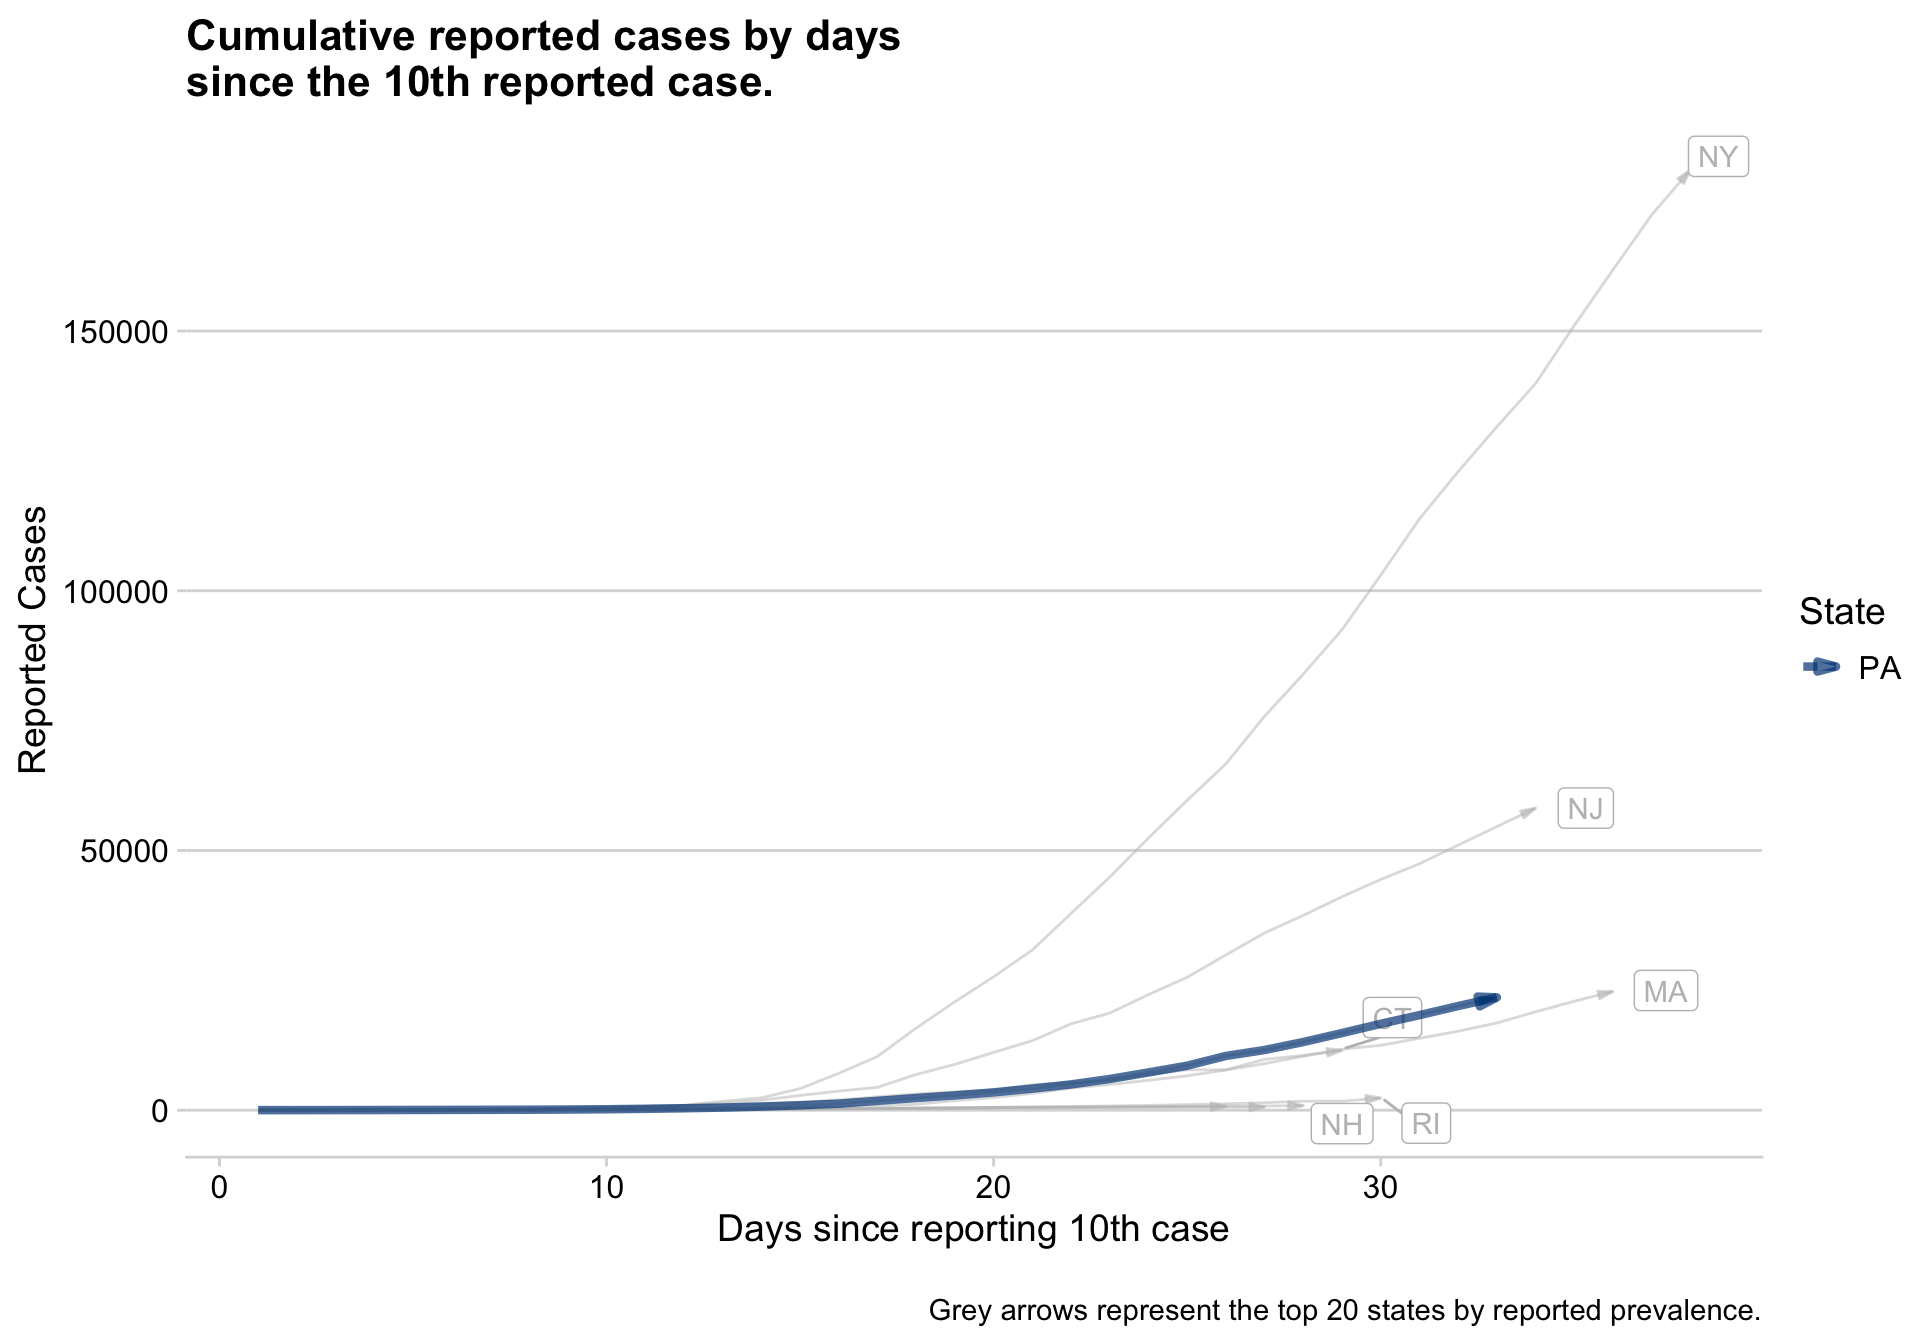 Cumulative reported cases by days
since the 10th reported case.
NY
150000
100000
50000
0
Reported Cases
NJ
MA
CT
NH
RI
State
PA
0
10
20
30
Days since reporting 10th case
Grey arrows represent the top 20 states by reported prevalence.